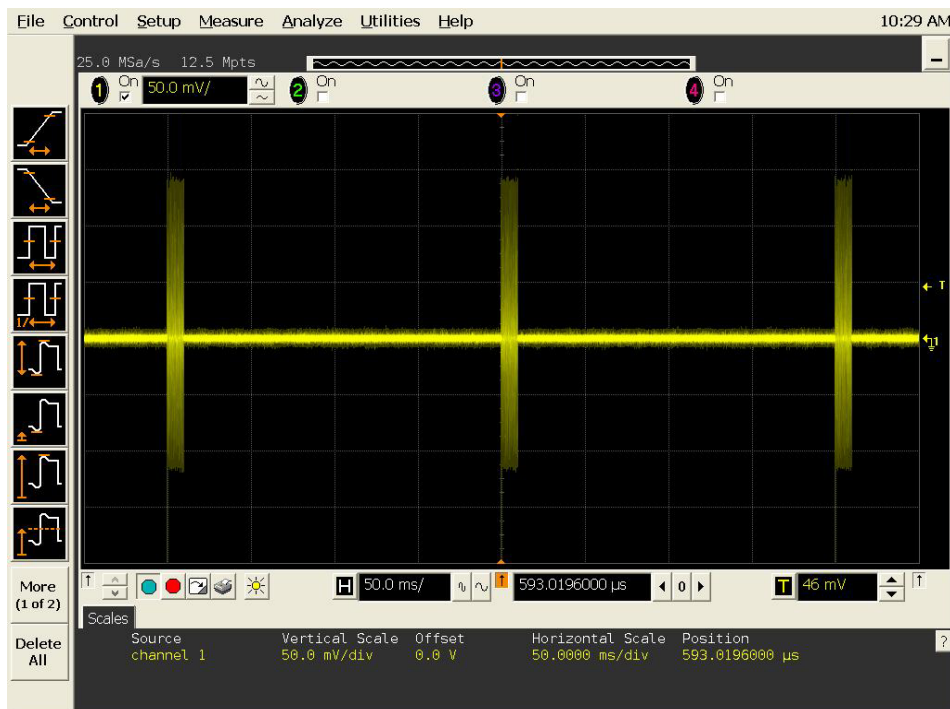 File Control Setup Measure Analyze Utilities Help 10:29 AM
25.0 MSa/s 12.5 Mpts
1 On 50.0 mV/ 2 On 3 On 4 On
T
1
1/
More
(1 of 2)
Delete
All
H 50.0 ms/ 593.0196000 µs 0 T 46 mV
Scales
Source Vertical Scale Offset Horizontal Scale Position ?
channel 1 50.0 mV/div 0.0 V 50.0000 ms/div 593.0196000 µs